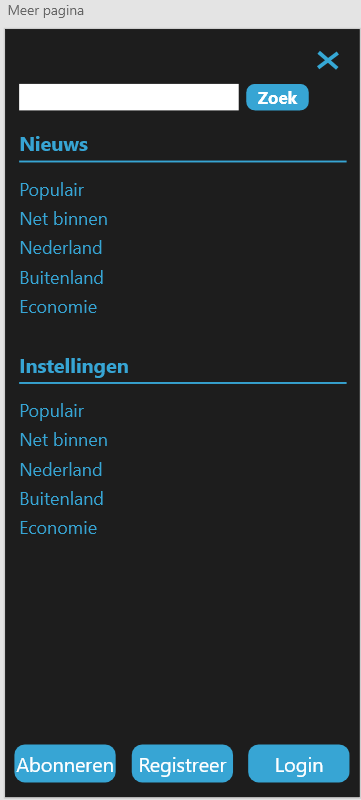 Meer pagina
Zoek
Nieuws
Populair
Net binnen
Nederland
Buitenland
Economie
Instellingen
Populair
Net binnen
Nederland
Buitenland
Economie
Abonneren Registreer Login